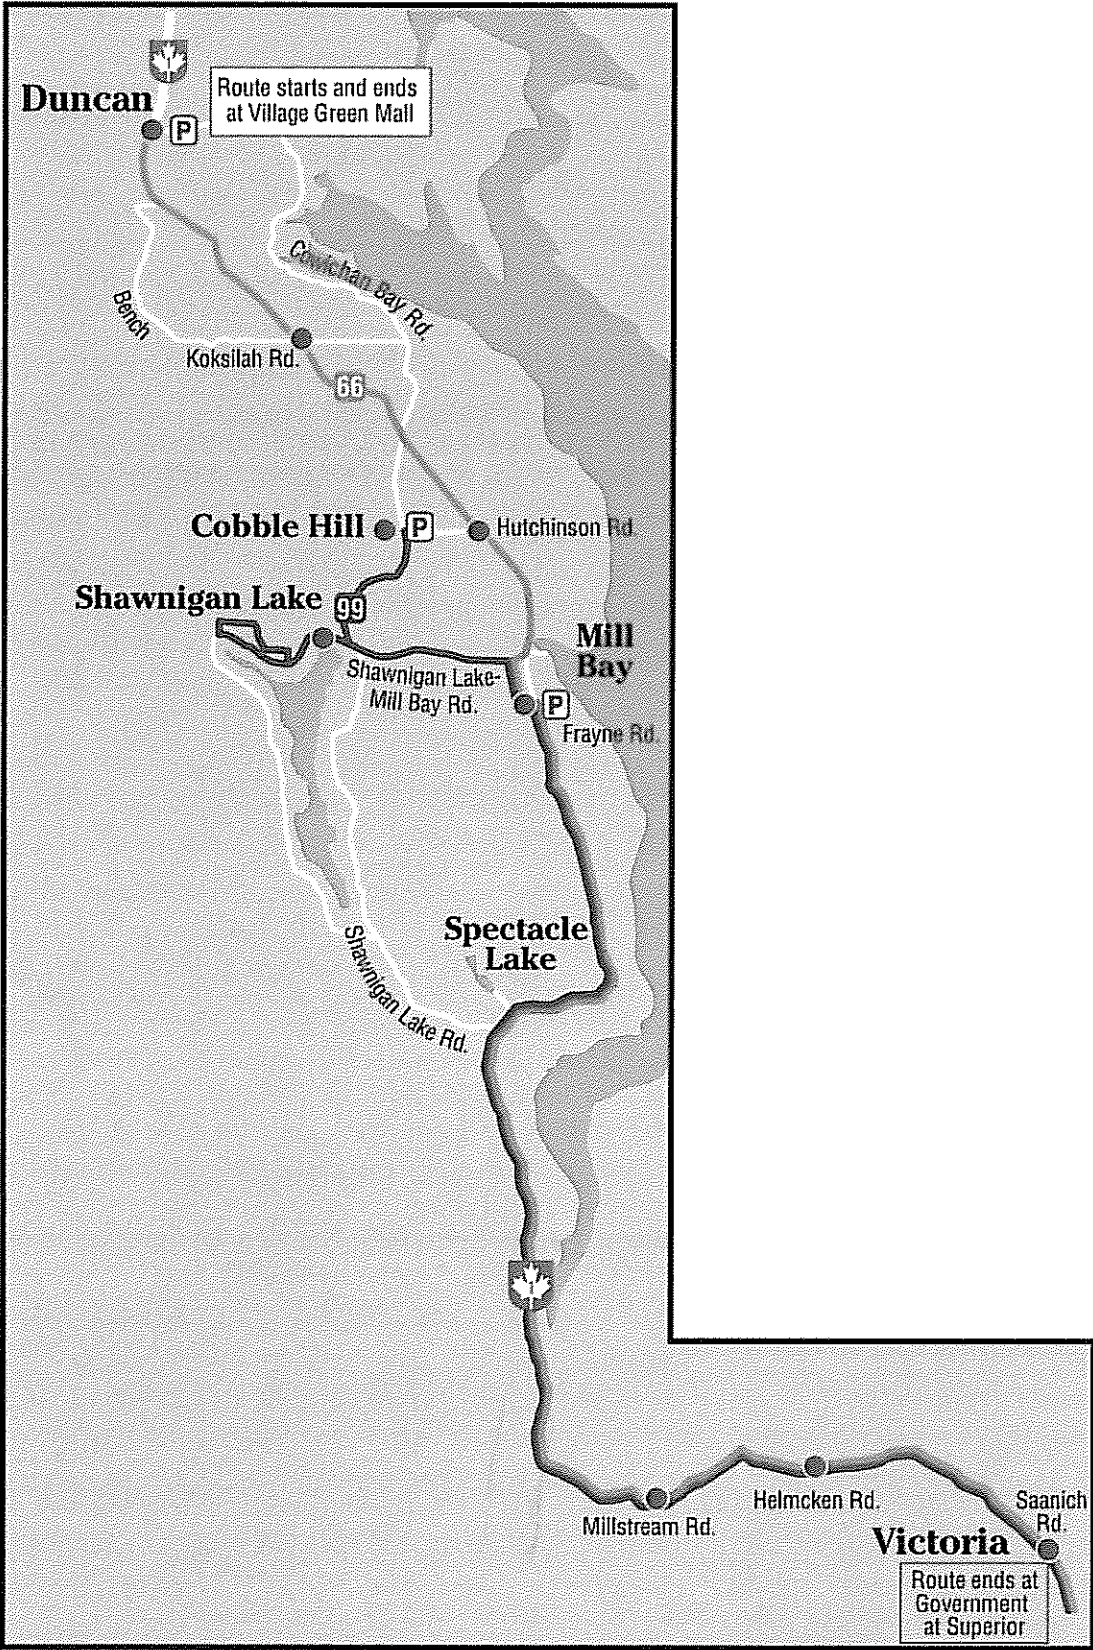 Duncan
P
Route starts and ends
at Village Green Mall
Cowichan Bay Rd.
Bench
Koksilah Rd.
66
Cobble Hill
P
Hutchinson Rd.
Shawnigan Lake
99
Mill
Bay
Shawnigan Lake-
Mill Bay Rd.
P
Frayne Rd.
Spectacle
Lake
Shawnigan Lake Rd.
1
Helmcken Rd.
Saanich
Rd.
Millstream Rd.
Victoria
Route ends at
Government
at Superior